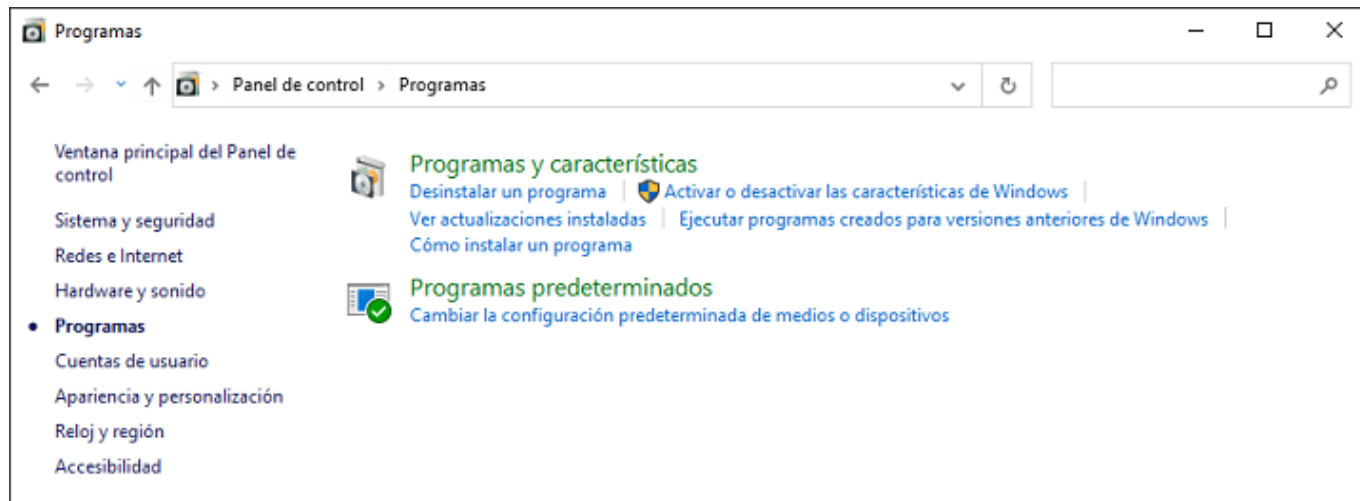 Programas
Panel de control > Programas
Ventana principal del Panel de
control
Sistema y seguridad
Redes e Internet
Hardware y sonido
Programas
Cuentas de usuario
Apariencia y personalización
Reloj y región
Accesibilidad
Programas y características
Desinstalar un programa
Activar o desactivar las características de Windows
Ver actualizaciones instaladas
Ejecutar programas creados para versiones anteriores de Windows
Cómo instalar un programa
Programas predeterminados
Cambiar la configuración predeterminada de medios o dispositivos